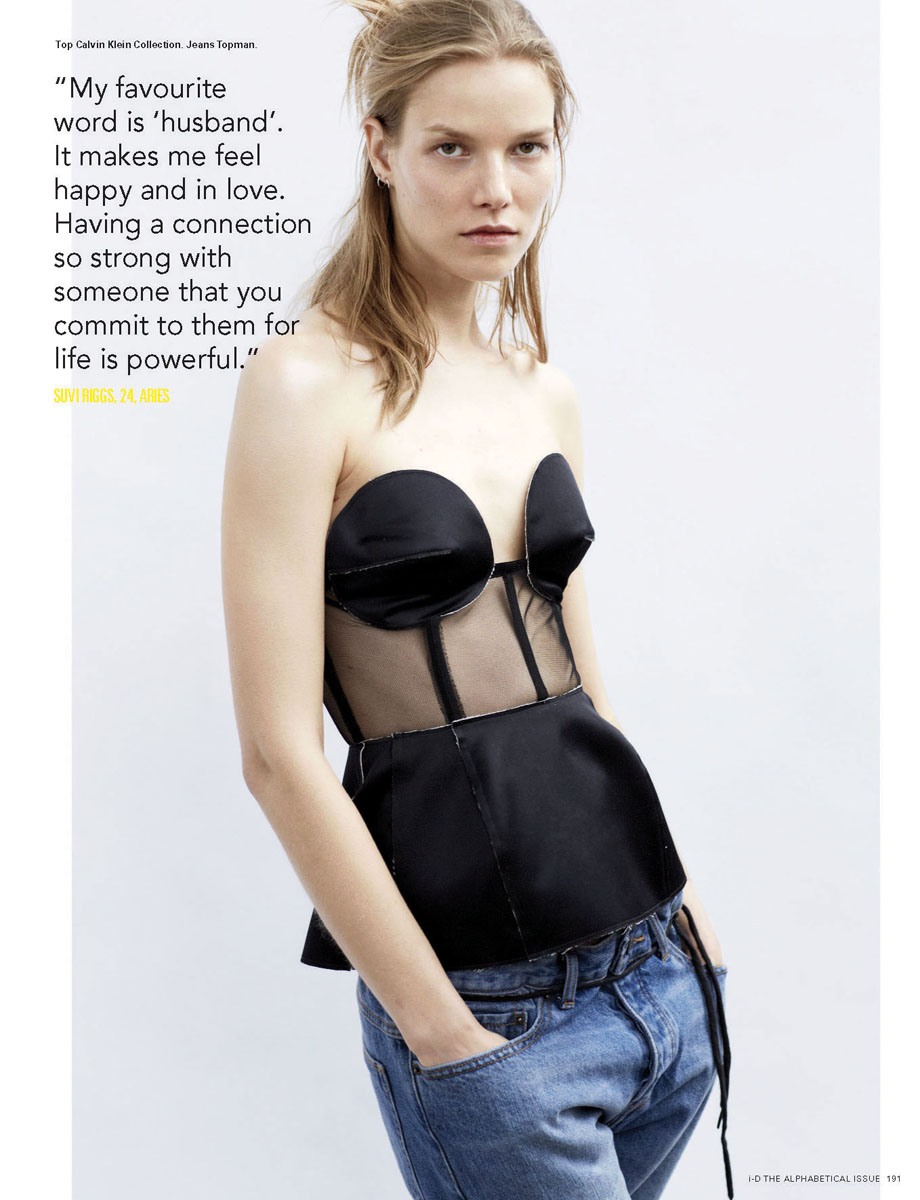 Top Calvin Klein Collection. Jeans Topman.
“My favourite
word is ‘husband’.
It makes me feel
happy and in love.
Having a connection
so strong with
someone that you
commit to them for
life is powerful.”
SUVI RIGGS, 24, ARIES
i-D THE ALPHABETICAL ISSUE 191